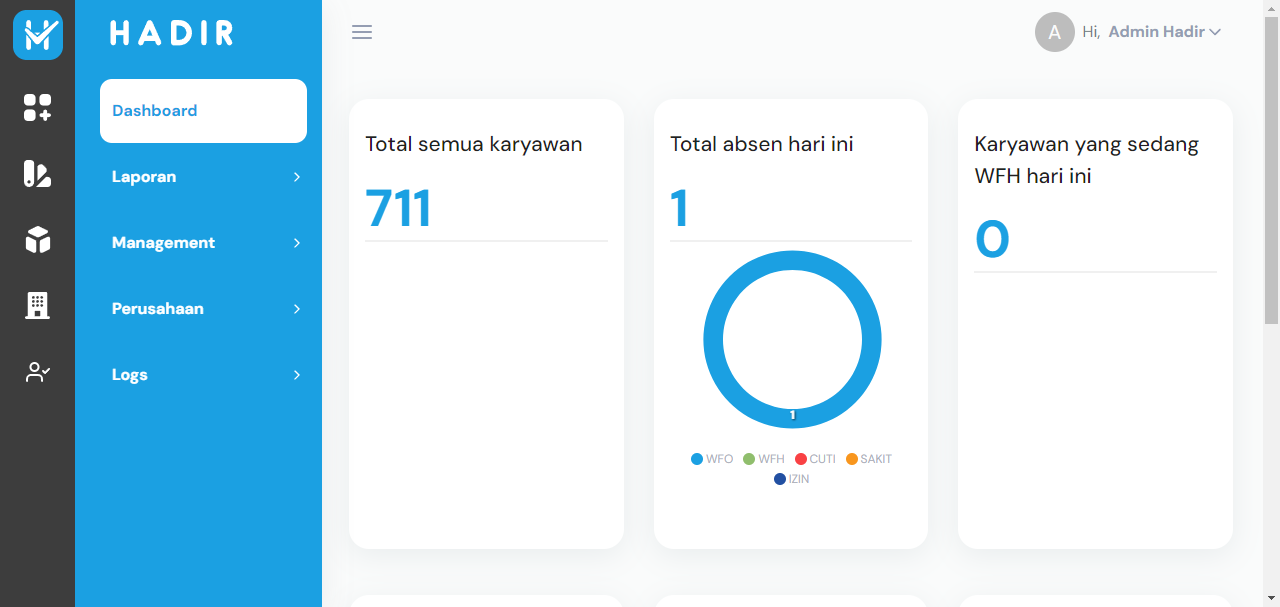 HADIR
A
Hi, Admin Hadir
Dashboard
Laporan
Management
Perusahaan
Logs
Total semua karyawan
711
Total absen hari ini
1
1
WFO WFH CUTI SAKIT
IZIN
Karyawan yang sedang
WFH hari ini
0